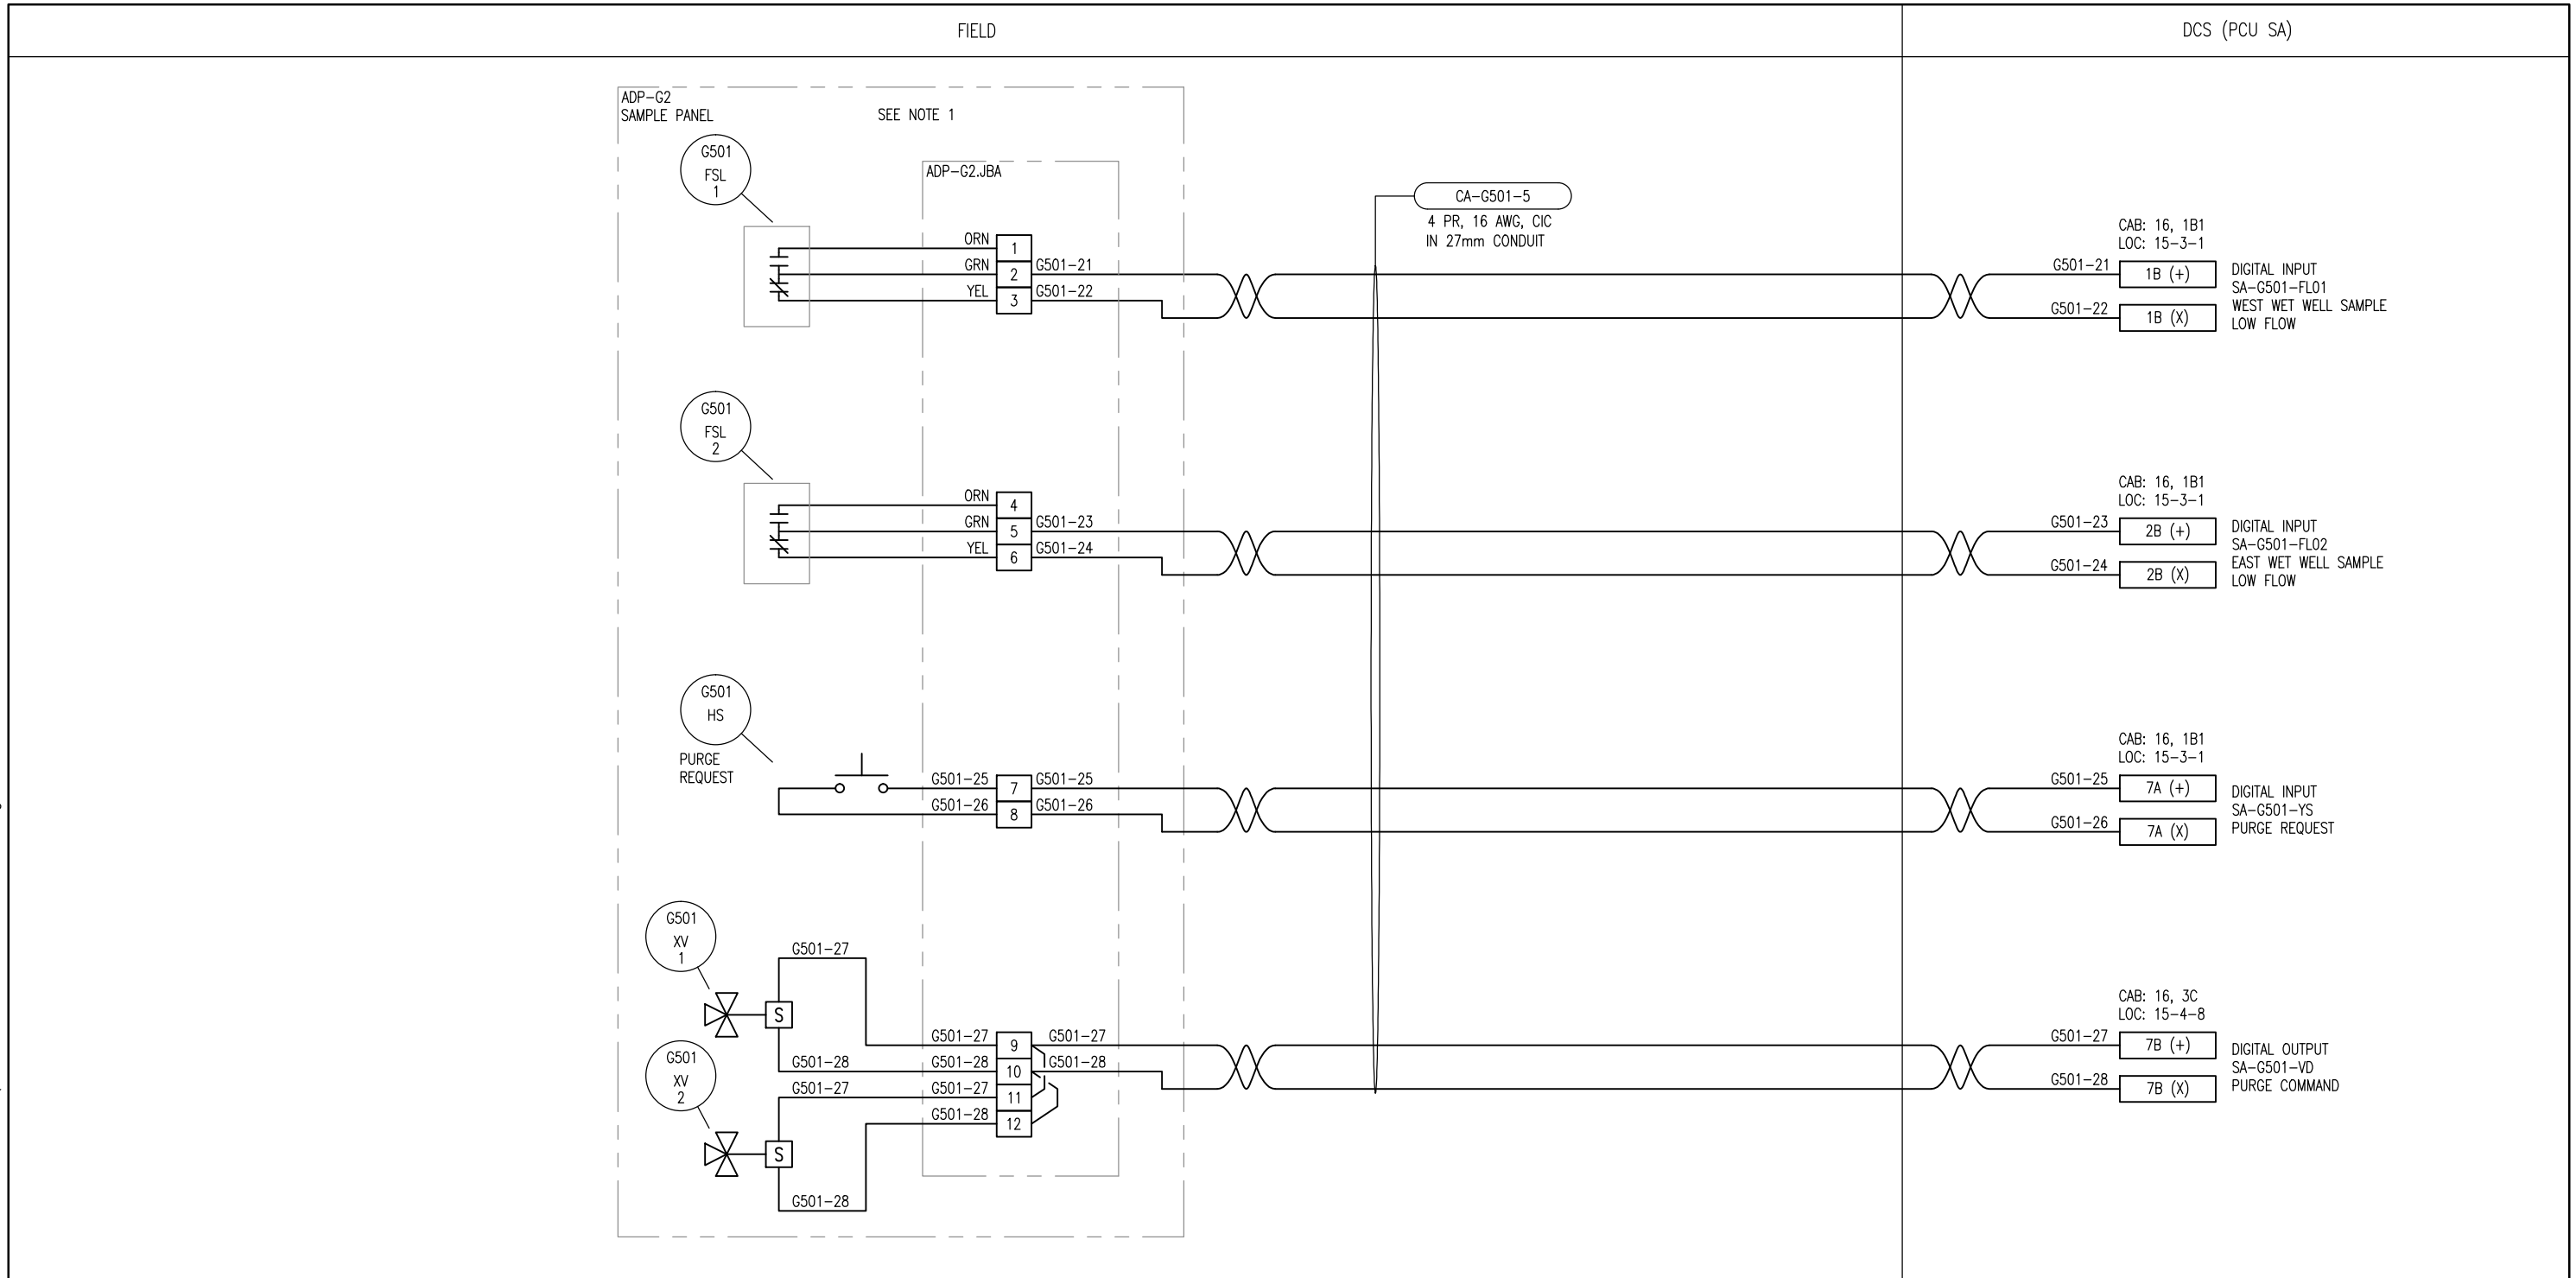 FIELD
DCS (PCU SA)
ADP-G2
SAMPLE PANEL
SEE NOTE 1
G501
FSL
1
ADP-G2.JBA
ORN
1
GRN
2
G501-21
YEL
3
G501-22
CA-G501-5
4 PR, 16 AWG, CIC
IN 27mm CONDUIT
CAB: 16, 1B1
LOC: 15-3-1
G501-21
1B (+)
G501-22
1B (X)
DIGITAL INPUT
SA-G501-FL01
WEST WET WELL SAMPLE
LOW FLOW
G501
FSL
2
ORN
4
GRN
5
G501-23
YEL
6
G501-24
CAB: 16, 1B1
LOC: 15-3-1
G501-23
2B (+)
G501-24
2B (X)
DIGITAL INPUT
SA-G501-FL02
EAST WET WELL SAMPLE
LOW FLOW
G501
HS
PURGE
REQUEST
G501-25
7
G501-25
G501-26
8
G501-26
CAB: 16, 1B1
LOC: 15-3-1
G501-25
7A (+)
G501-26
7A (X)
DIGITAL INPUT
SA-G501-YS
PURGE REQUEST
G501
XV
1
G501-27
S
G501
XV
2
S
G501-28
G501-27
9
G501-27
G501-28
10
G501-28
G501-27
11
G501-28
12
CAB: 16, 3C
LOC: 15-4-8
G501-27
7B (+)
G501-28
7B (X)
DIGITAL OUTPUT
SA-G501-VD
PURGE COMMAND